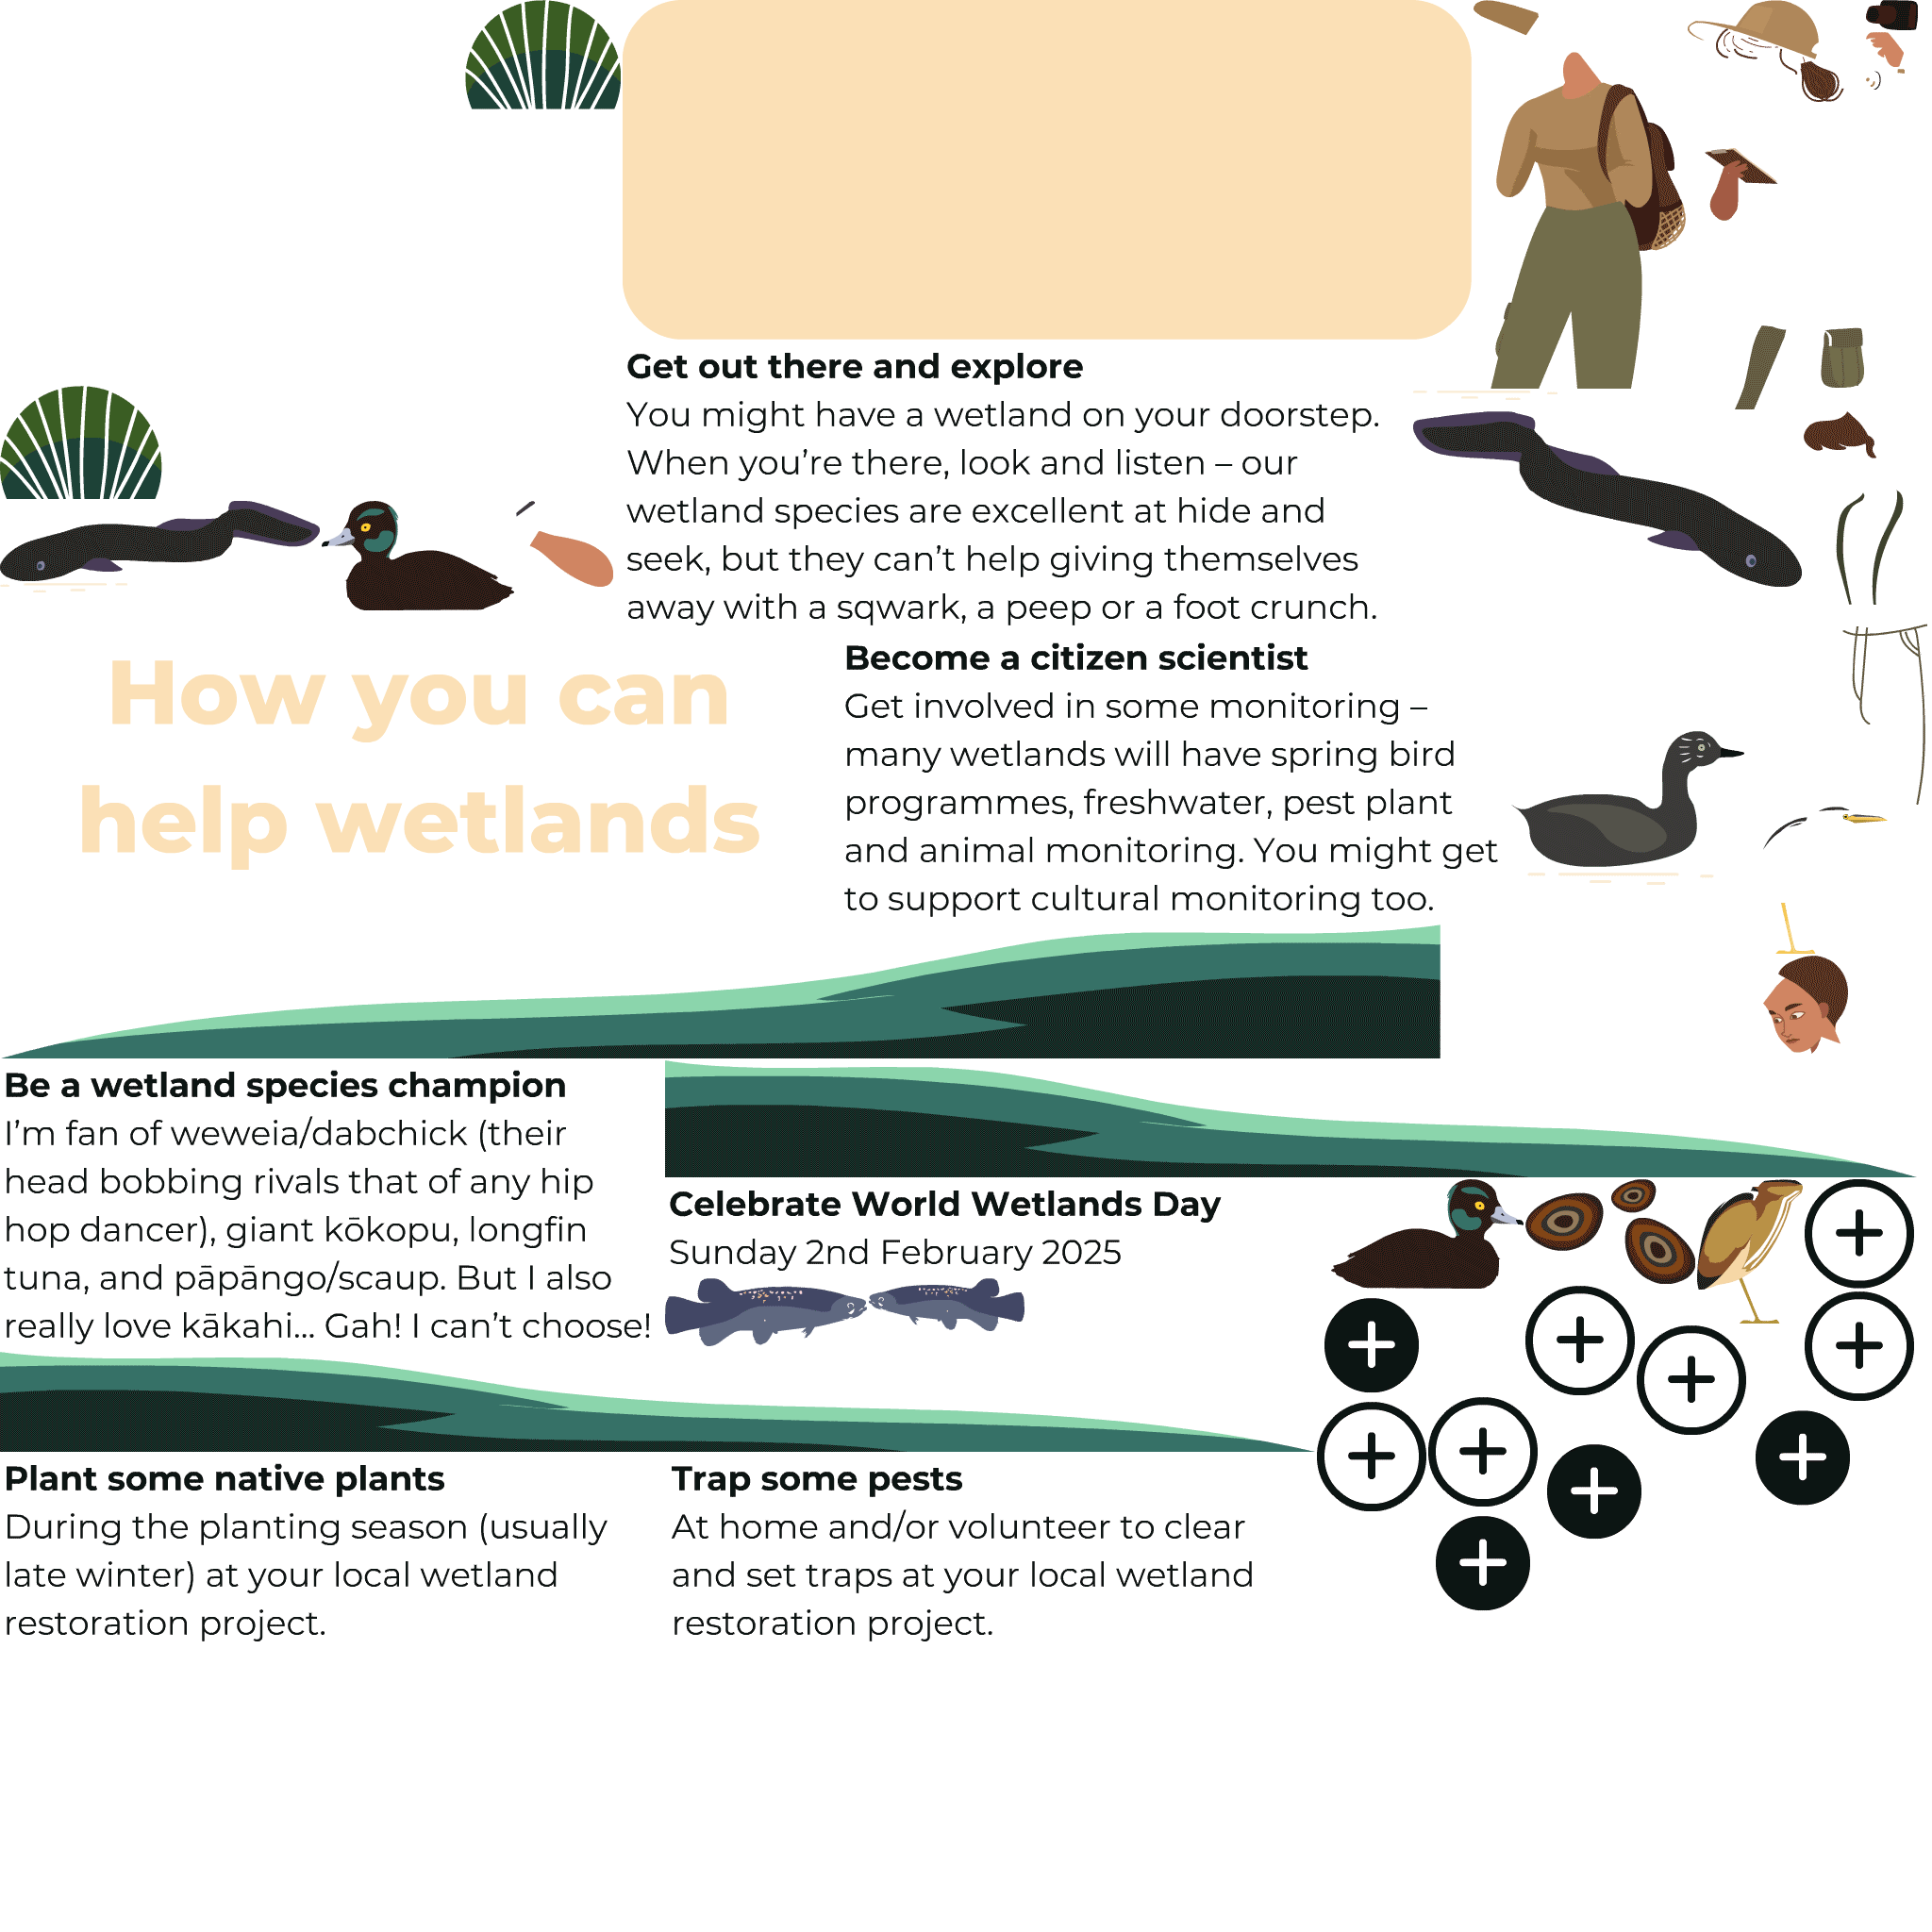 Get out there and explore
You might have a wetland on your doorstep.
When you’re there, look and listen – our
wetland species are excellent at hide and
seek, but they can’t help giving themselves
away with a sqwark, a peep or a foot crunch.
How you can
help wetlands
Become a citizen scientist
Get involved in some monitoring –
many wetlands will have spring bird
programmes, freshwater, pest plant
and animal monitoring. You might get
to support cultural monitoring too.
Be a wetland species champion
I’m fan of weweia/dabchick (their
head bobbing rivals that of any hip
hop dancer), giant kōkopu, longfin
tuna, and pāpāngo/scaup. But I also
really love kākahi... Gah! I can’t choose!
Celebrate World Wetlands Day
Sunday 2nd February 2025
Plant some native plants
During the planting season (usually
late winter) at your local wetland
restoration project.
Trap some pests
At home and/or volunteer to clear
and set traps at your local wetland
restoration project.